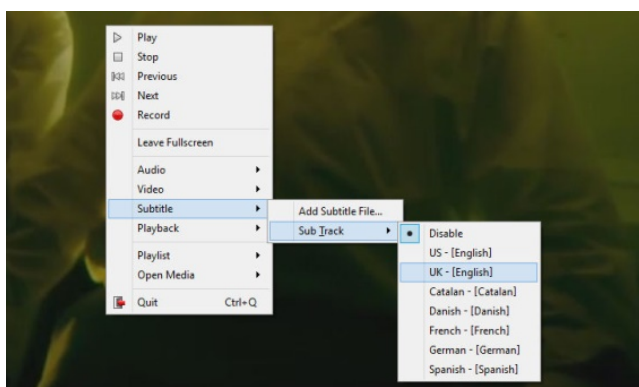 Play
Stop
Previous
Next
Record
Leave Fullscreen
Audio
Video
Subtitle
Playback
Playlist
Open Media
Quit Ctrl+Q
Add Subtitle File...
Sub Track
Disable
US - [English]
UK - [English]
Catalan - [Catalan]
Danish - [Danish]
French - [French]
German - [German]
Spanish - [Spanish]